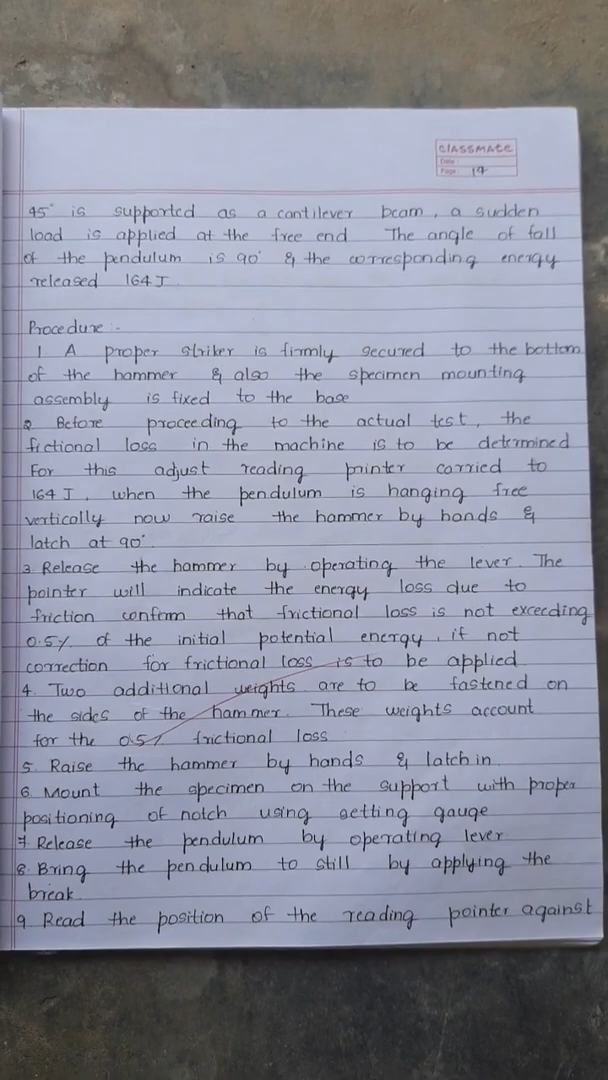 CLASSMATE
Date :
Page : 17
45° is supported as a cantilever beam, a sudden
load is applied at the free end The angle of fall
of the pendulum is 90° & the corresponding energy
released 164 J.
Procedure :-
1 A proper striker is firmly secured to the bottom
of the hammer & also the specimen mounting
assembly is fixed to the base
2 Before proceeding to the actual test, the
frictional loss in the machine is to be determined
For this adjust reading printer carried to
164 J, when the pendulum is hanging free
vertically now raise the hammer by hands &
latch at 90°.
3. Release the hammer by operating the lever. The
pointer will indicate the energy loss due to
friction confirm that frictional loss is not exceeding
0.5% of the initial potential energy, if not
correction for frictional loss is to be applied
4. Two additional weights are to be fastened on
the sides of the hammer. These weights account
for the 0.5% frictional loss
5. Raise the hammer by hands & latch in.
6. Mount the specimen on the support with proper
positioning of notch using setting gauge
7 Release the pendulum by operating lever
8. Bring the pendulum to still by applying the
break.
9 Read the position of the reading pointer against